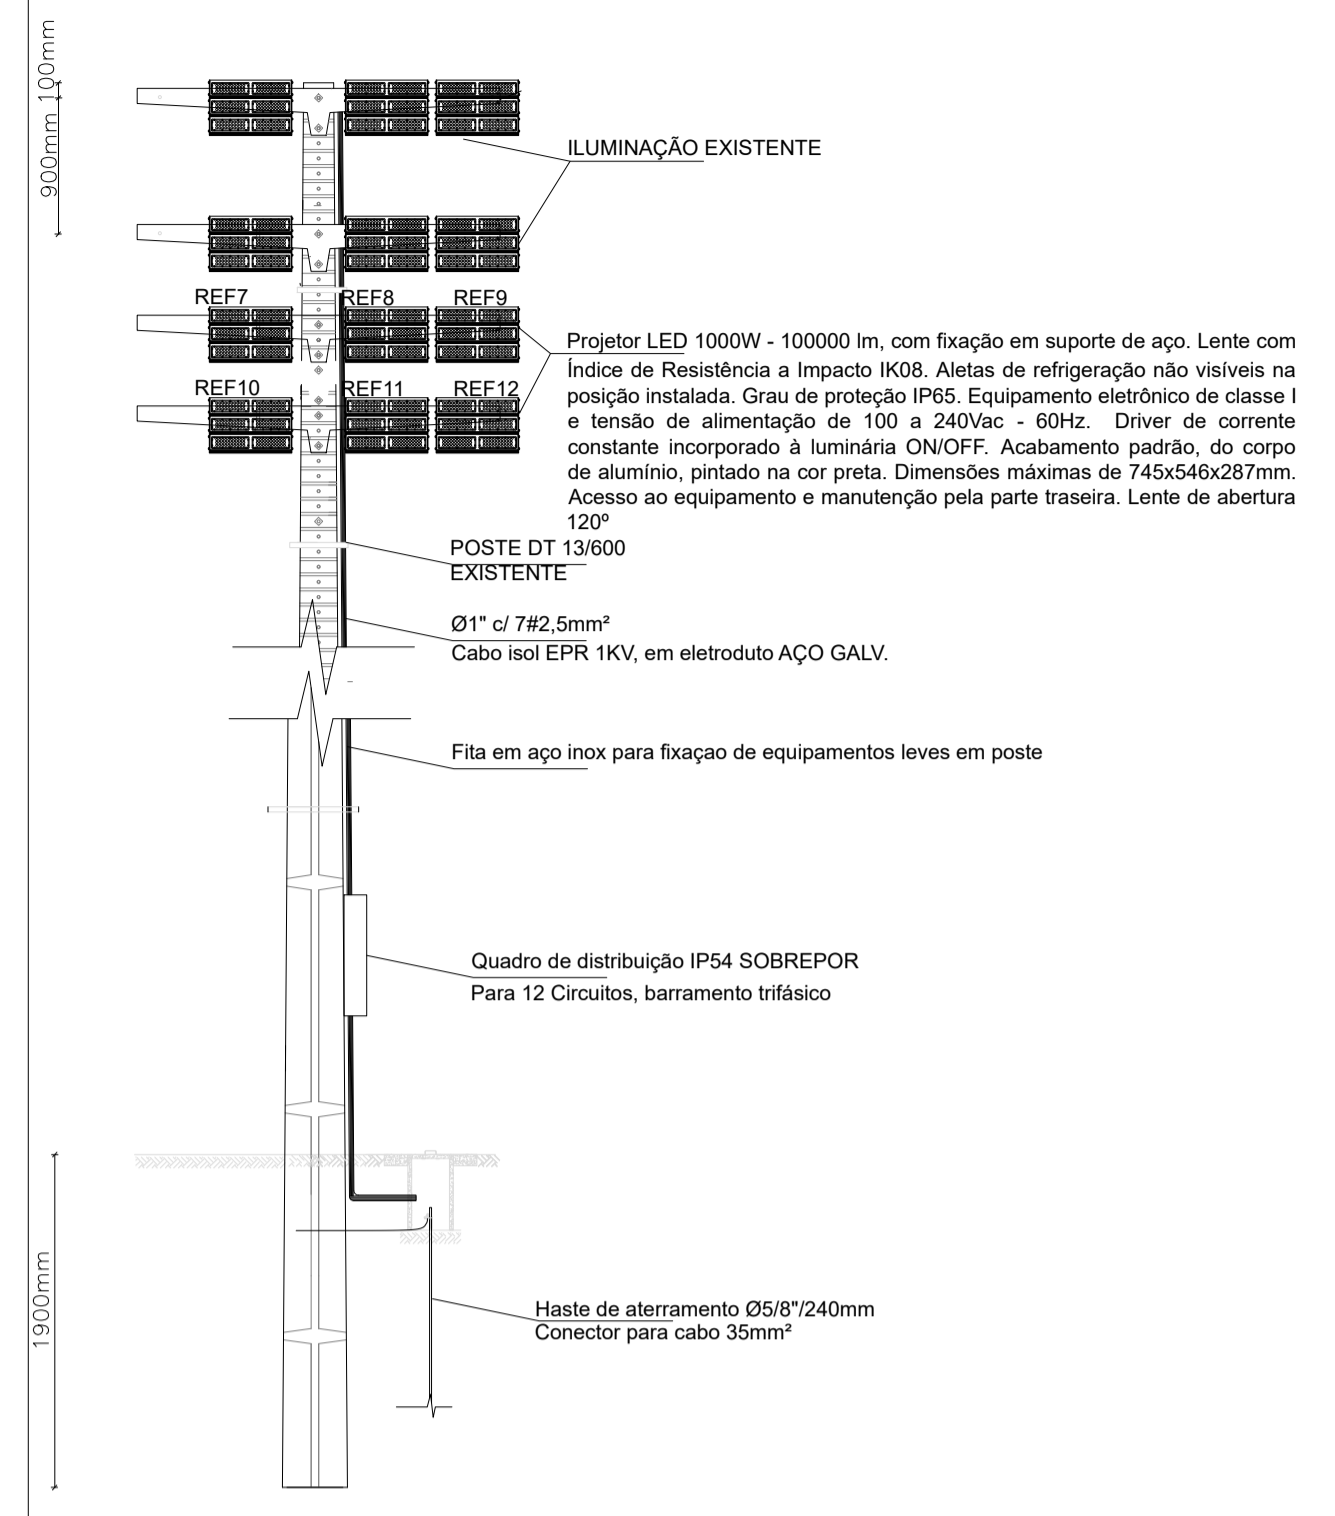 100mm
900mm
ILUMINAÇÃO EXISTENTE
REF7 REF8 REF9
Projetor LED 1000W - 100000 lm, com fixação em suporte de aço. Lente com
Índice de Resistência a Impacto IK08. Aletas de refrigeração não visíveis na
posição instalada. Grau de proteção IP65. Equipamento eletrônico de classe I
e tensão de alimentação de 100 a 240Vac - 60Hz. Driver de corrente
constante incorporado à luminária ON/OFF. Acabamento padrão, do corpo
de alumínio, pintado na cor preta. Dimensões máximas de 745x546x287mm.
Acesso ao equipamento e manutenção pela parte traseira. Lente de abertura
120º
REF10 REF11 REF12
POSTE DT 13/600
EXISTENTE
Ø1" c/ 7#2,5mm²
Cabo isol EPR 1KV, em eletroduto AÇO GALV.
Fita em aço inox para fixaçao de equipamentos leves em poste
Quadro de distribuição IP54 SOBREPOR
Para 12 Circuitos, barramento trifásico
1900mm
Haste de aterramento Ø5/8"/240mm
Conector para cabo 35mm²